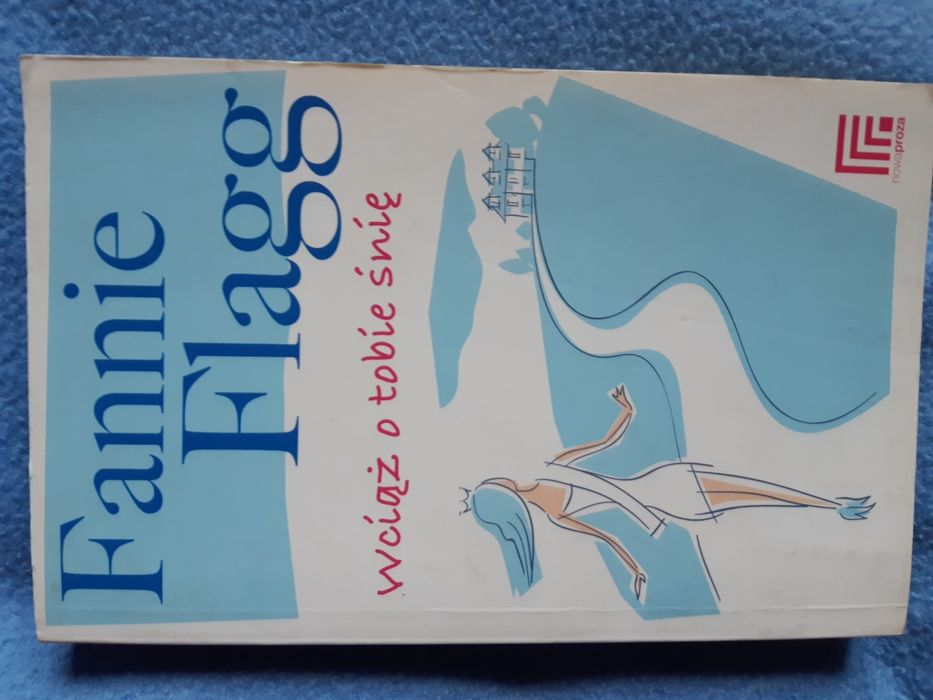 Fannie
Flagg
wciąż o tobie śnię
nowaproza